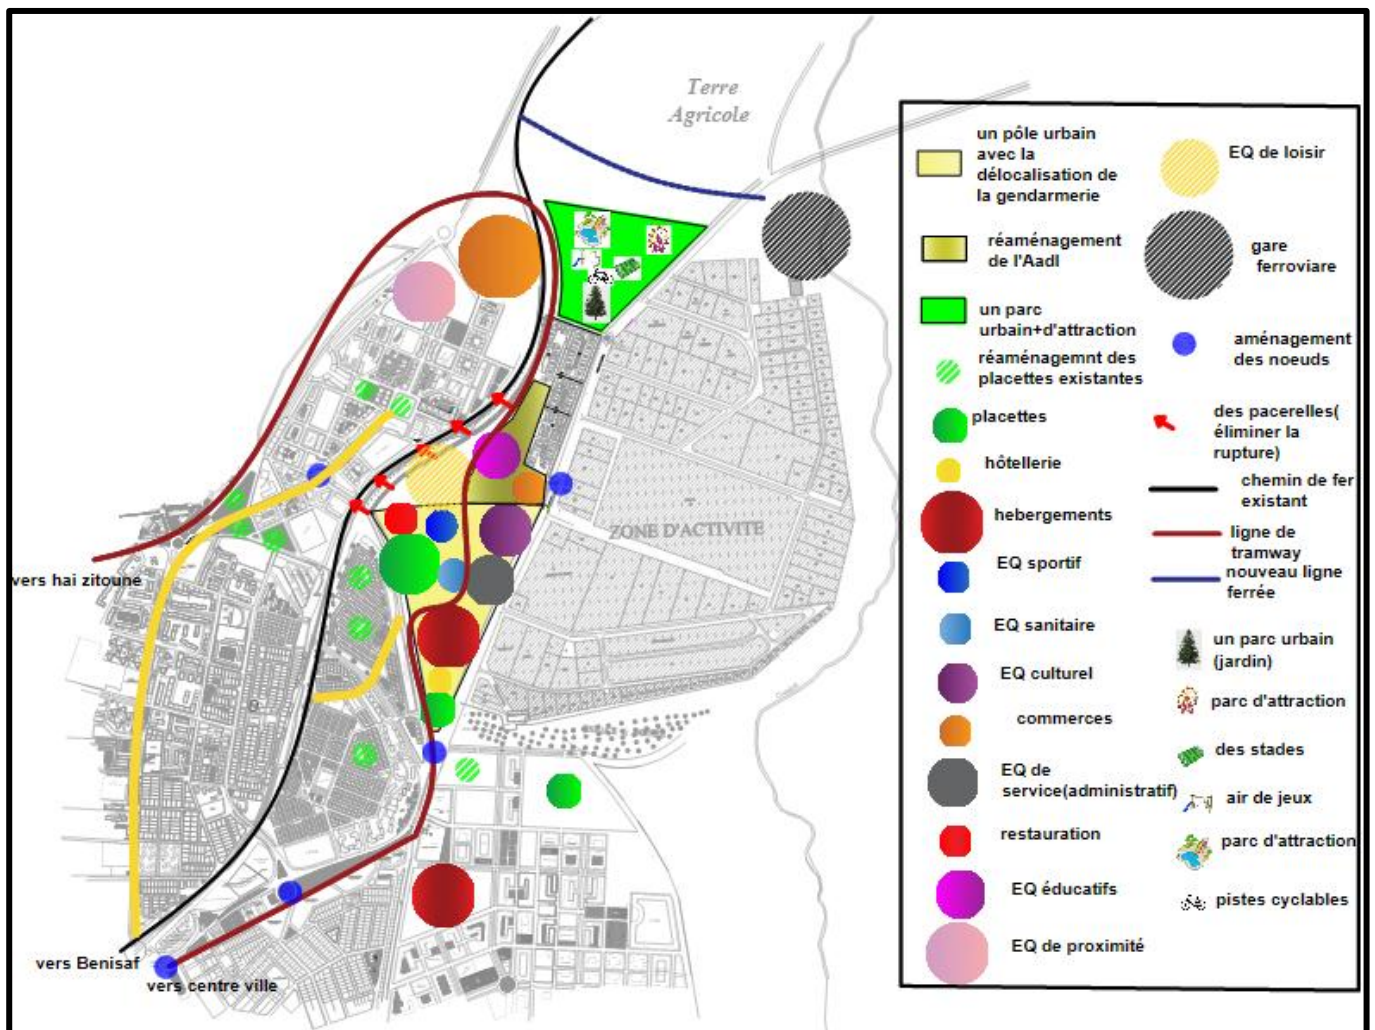 Terre
Agricole
ZONE D'ACTIVITE
vers hai zitoune
vers Benisaf
vers centre ville
un pôle urbain
avec la
délocalisation de
la gendarmerie
réaménagement
de l'Aadl
un parc
urbain+d'attraction
réaménagemnt des
placettes existantes
placettes
hôtellerie
hebergements
EQ sportif
EQ sanitaire
EQ culturel
commerces
EQ de
service(administratif)
restauration
EQ éducatifs
EQ de proximité
EQ de loisir
gare
ferroviare
aménagement
des noeuds
des pacerelles(
éliminer la
rupture)
chemin de fer
existant
ligne de
tramway
nouveau ligne
ferrée
un parc urbain
(jardin)
parc d'attraction
des stades
air de jeux
parc d'attraction
pistes cyclables